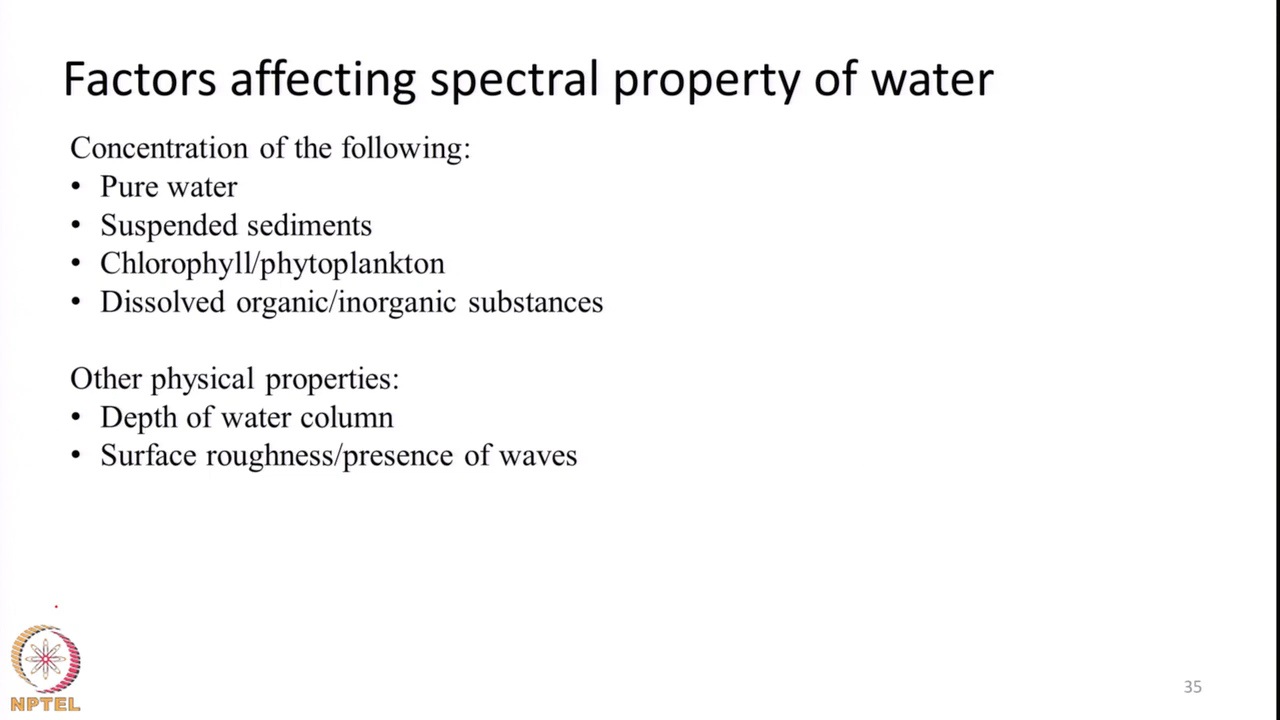 Factors affecting spectral property of water
Concentration of the following:
• Pure water
• Suspended sediments
• Chlorophyll/phytoplankton
• Dissolved organic/inorganic substances
Other physical properties:
• Depth of water column
• Surface roughness/presence of waves
NPTEL
35